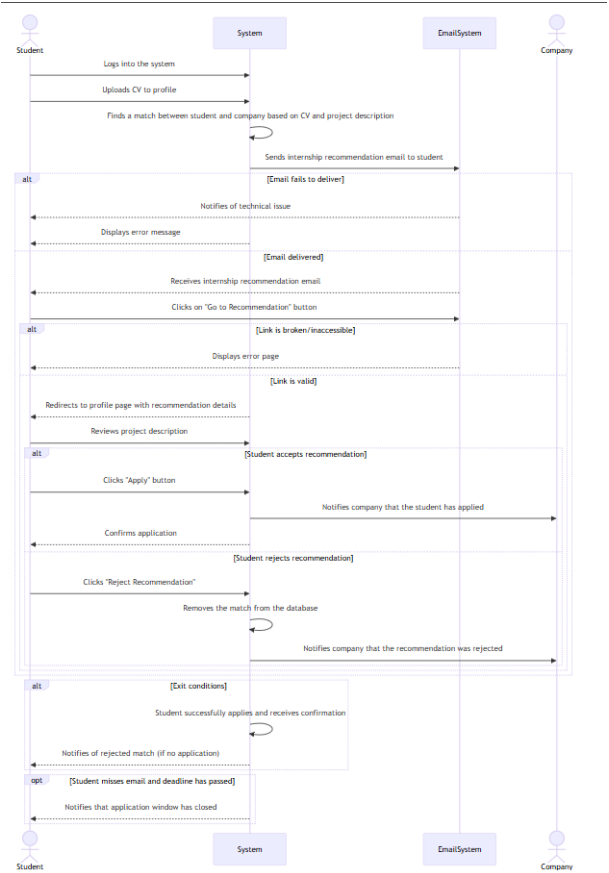 Student
System
EmailSystem
Company
Logs into the system
Uploads CV to profile
Finds a match between student and company based on CV and project description
Sends internship recommendation email to student
alt
[Email fails to deliver]
Notifies of technical issue
Displays error message
[Email delivered]
Receives internship recommendation email
Clicks on "Go to Recommendation" button
alt
[Link is broken/inaccessible]
Displays error page
[Link is valid]
Redirects to profile page with recommendation details
Reviews project description
alt
[Student accepts recommendation]
Clicks "Apply" button
Notifies company that the student has applied
Confirms application
[Student rejects recommendation]
Clicks "Reject Recommendation"
Removes the match from the database
Notifies company that the recommendation was rejected
alt
[Exit conditions]
Student successfully applies and receives confirmation
Notifies of rejected match (if no application)
opt
[Student misses email and deadline has passed]
Notifies that application window has closed
Student
System
EmailSystem
Company